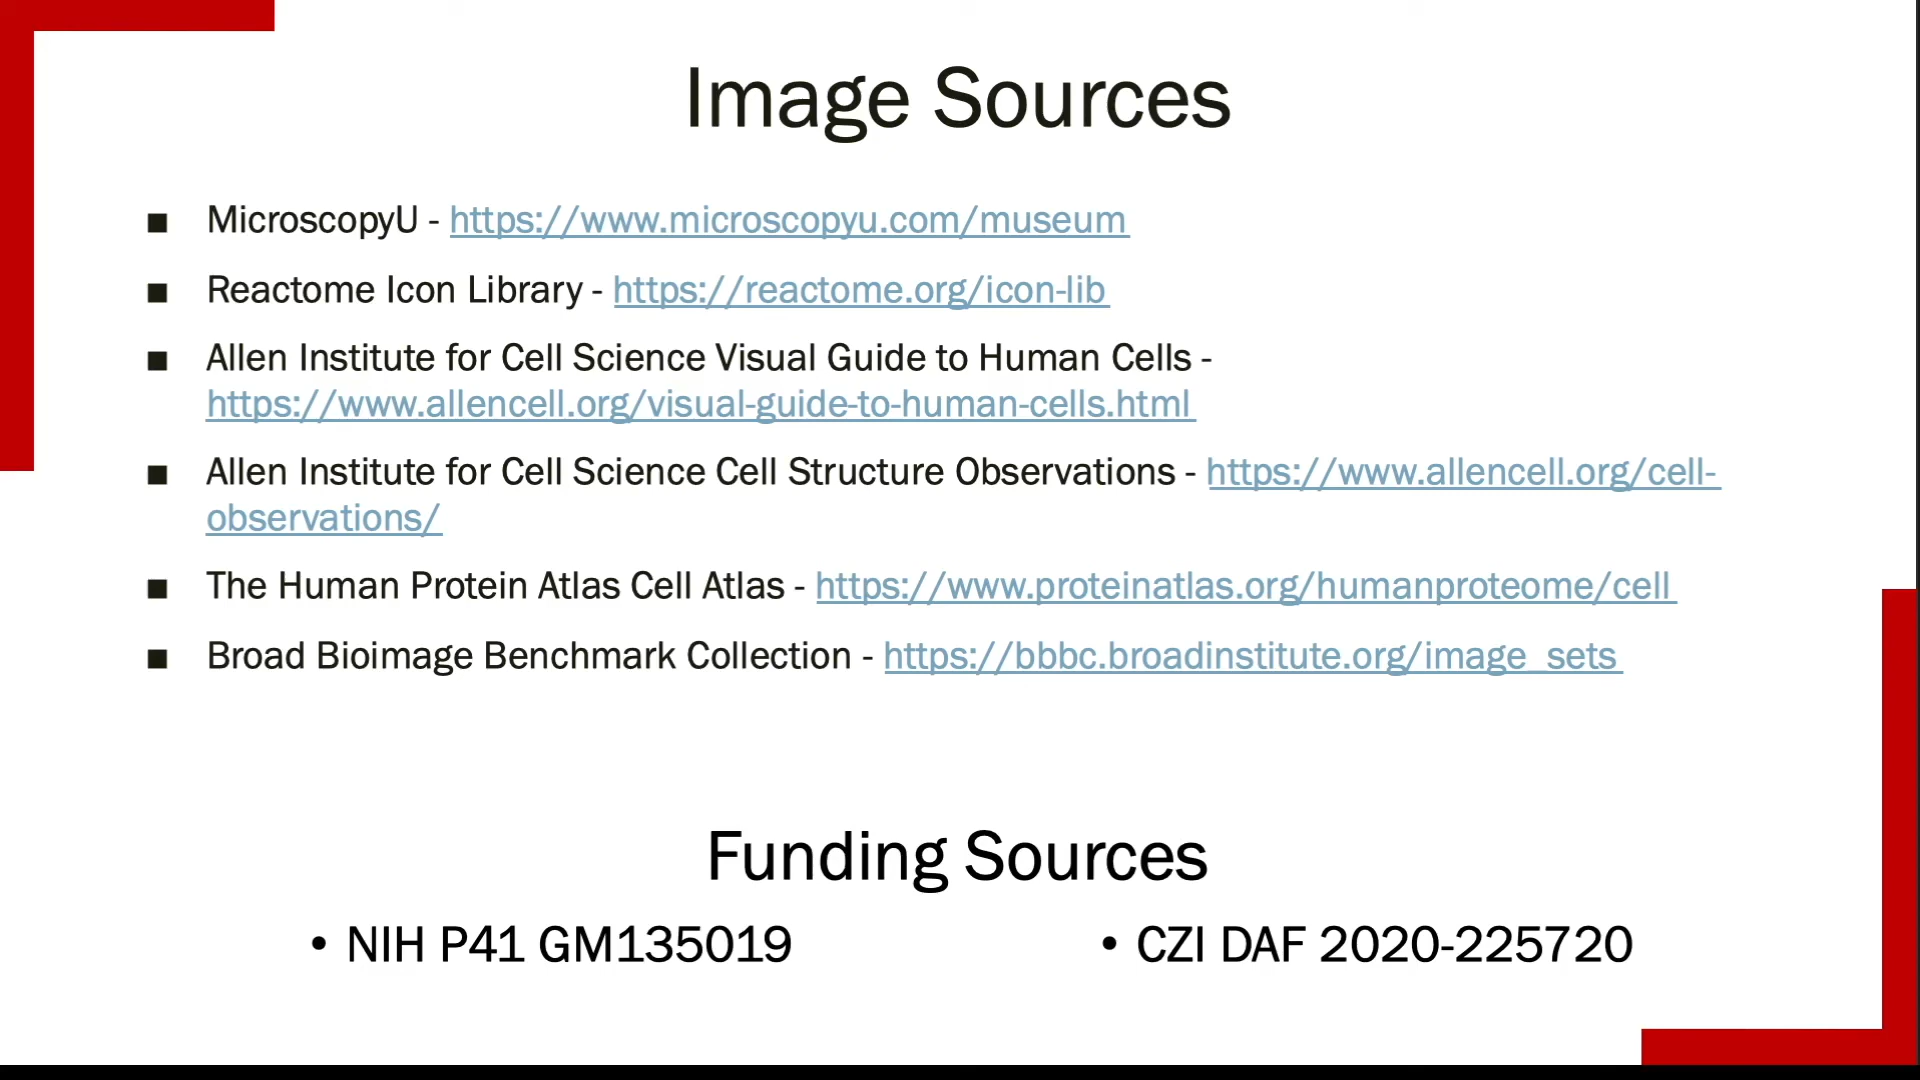 Image Sources
■ MicroscopyU - https://www.microscopyu.com/museum
■ Reactome Icon Library - https://reactome.org/icon-lib
■ Allen Institute for Cell Science Visual Guide to Human Cells -
https://www.allencell.org/visual-guide-to-human-cells.html
■ Allen Institute for Cell Science Cell Structure Observations - https://www.allencell.org/cell-
observations/
■ The Human Protein Atlas Cell Atlas - https://www.proteinatlas.org/humanproteome/cell
■ Broad Bioimage Benchmark Collection - https://bbbc.broadinstitute.org/image_sets
Funding Sources
• NIH P41 GM135019
• CZI DAF 2020-225720